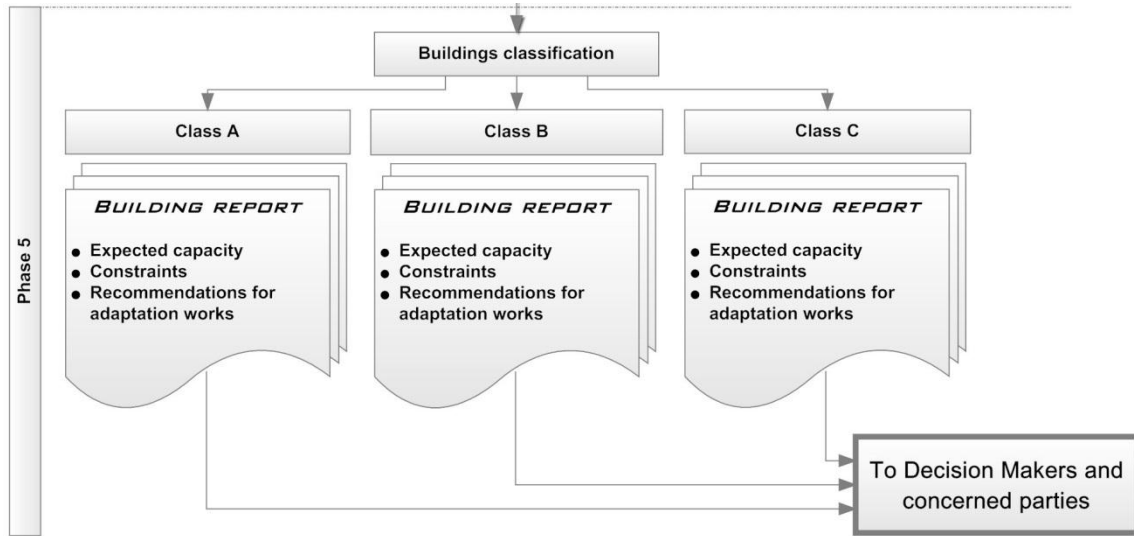 Phase 5
Buildings classification
Class A
Class B
Class C
BUILDING REPORT
● Expected capacity
● Constraints
● Recommendations for
adaptation works
BUILDING REPORT
● Expected capacity
● Constraints
● Recommendations for
adaptation works
BUILDING REPORT
● Expected capacity
● Constraints
● Recommendations for
adaptation works
To Decision Makers and
concerned parties